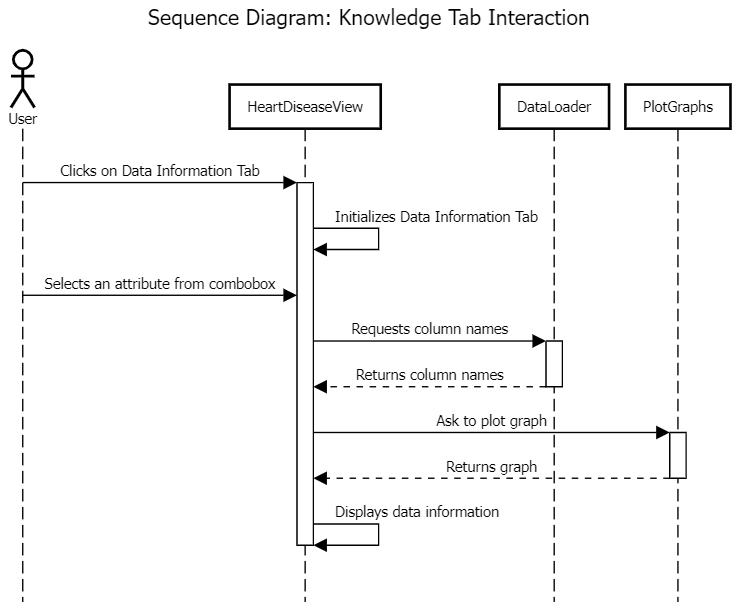 Sequence Diagram: Knowledge Tab Interaction
User
HeartDiseaseView
DataLoader
PlotGraphs
Clicks on Data Information Tab
Initializes Data Information Tab
Selects an attribute from combobox
Requests column names
Returns column names
Ask to plot graph
Returns graph
Displays data information